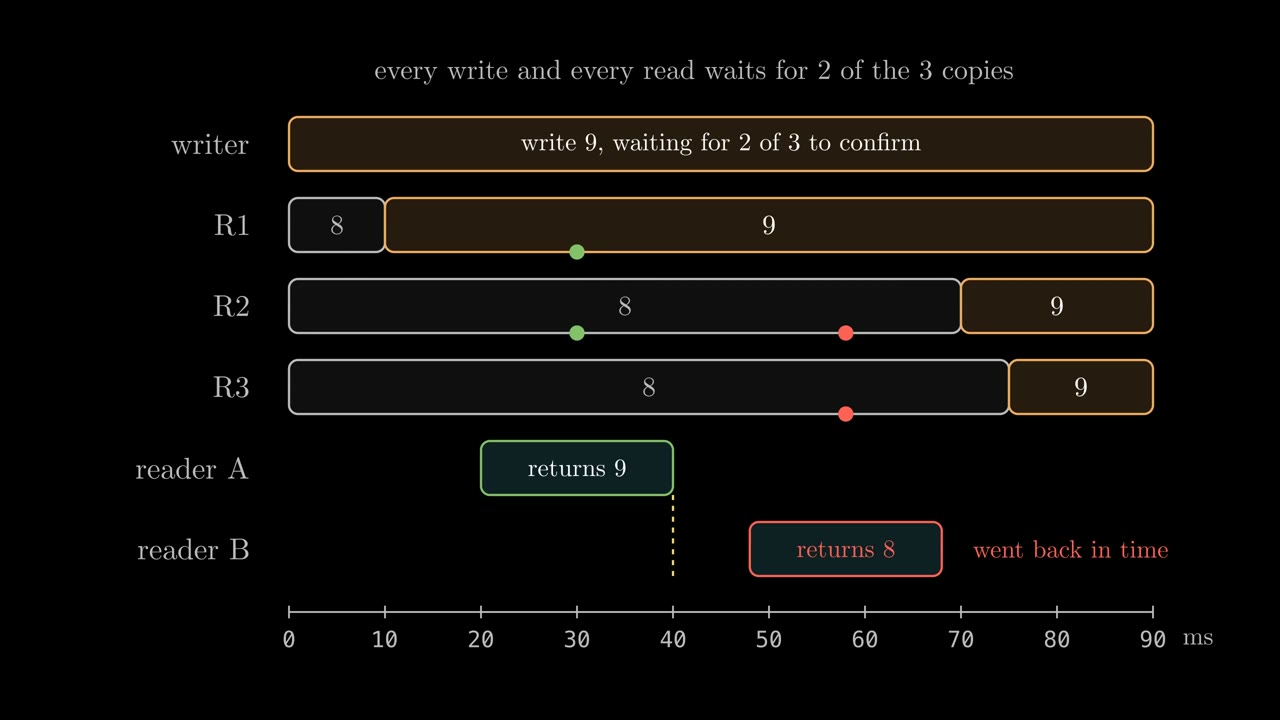 every write and every read waits for 2 of the 3 copies
writer
write 9, waiting for 2 of 3 to confirm
R1
8
9
R2
8
9
R3
8
9
reader A
returns 9
reader B
returns 8
went back in time
0 10 20 30 40 50 60 70 80 90 ms